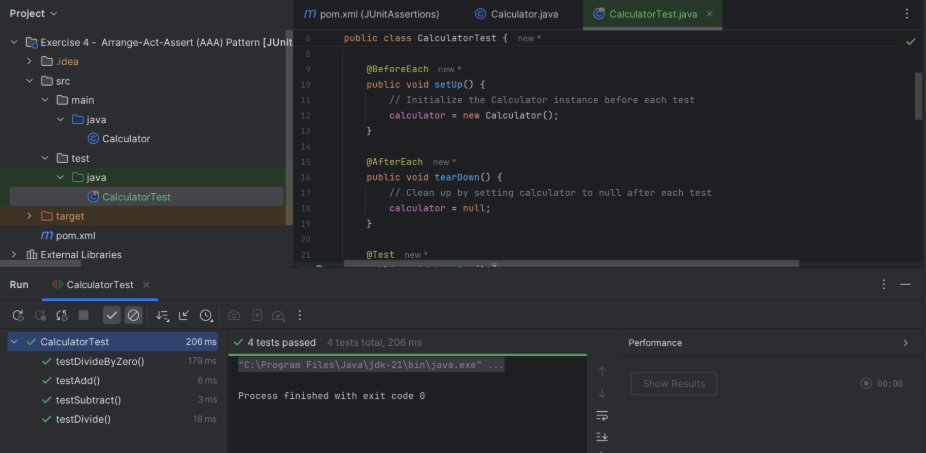 Project
pom.xml (JUnitAssertions)
Calculator.java
CalculatorTest.java
Exercise 4 - Arrange-Act-Assert (AAA) Pattern [JUnit
.idea
src
main
java
Calculator
test
java
CalculatorTest
target
pom.xml
External Libraries
6 public class CalculatorTest { new *
8
9 @BeforeEach new *
10 public void setUp() {
11 // Initialize the Calculator instance before each test
12 calculator = new Calculator();
13 }
14
15 @AfterEach new *
16 public void tearDown() {
17 // Clean up by setting calculator to null after each test
18 calculator = null;
19 }
20
21 @Test new *
Run CalculatorTest
CalculatorTest 206 ms
testDivideByZero() 179 ms
testAdd() 6 ms
testSubtract() 3 ms
testDivide() 18 ms
4 tests passed 4 tests total, 206 ms
"C:\Program Files\Java\jdk-21\bin\java.exe" ...
Process finished with exit code 0
Performance
Show Results
00:00